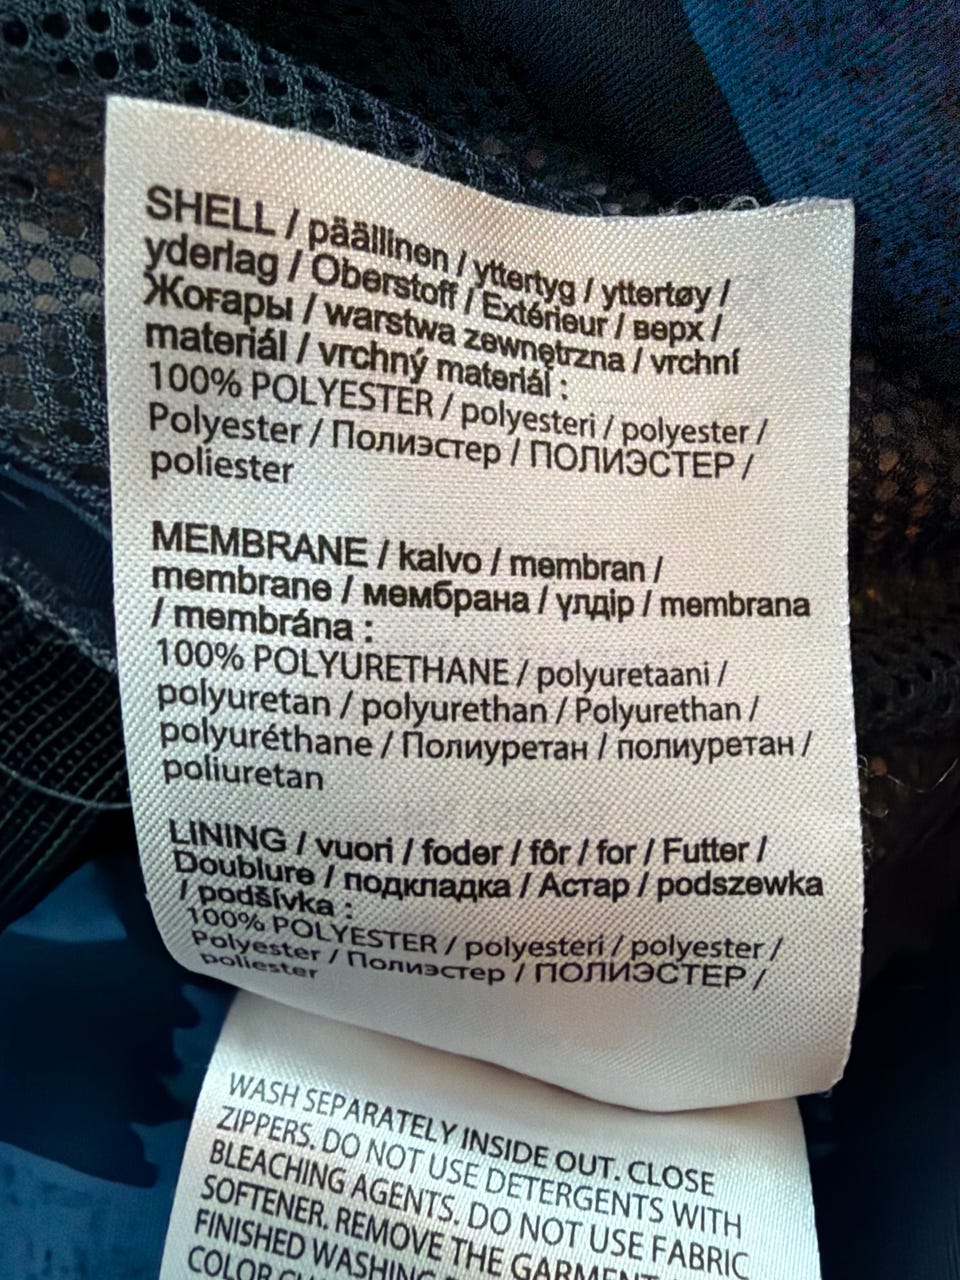 SHELL / päällinen / yttertyg / yttertøy /
yderlag / Oberstoff / Extérieur / верх /
Жоғары / warstwa zewnętrzna / vrchní
materiál / vrchný materiál :
100% POLYESTER / polyesteri / polyester /
Polyester / Полиэстер / ПОЛИЭСТЕР /
poliester
MEMBRANE / kalvo / membran /
membrane / мембрана / үлдір / membrana
/ membrána :
100% POLYURETHANE / polyuretaani /
polyuretan / polyurethan / Polyurethan /
polyuréthane / Полиуретан / полиуретан /
poliuretan
LINING / vuori / foder / fôr / for / Futter /
Doublure / подкладка / Астар / podszewka
/ podšívka :
100% POLYESTER / polyesteri / polyester /
Polyester / Полиэстер / ПОЛИЭСТЕР /
poliester
WASH SEPARATELY INSIDE OUT. CLOSE
ZIPPERS. DO NOT USE DETERGENTS WITH
BLEACHING AGENTS. DO NOT USE FABRIC
SOFTENER. REMOVE THE GARMENT
FINISHED WASHING
COLOR